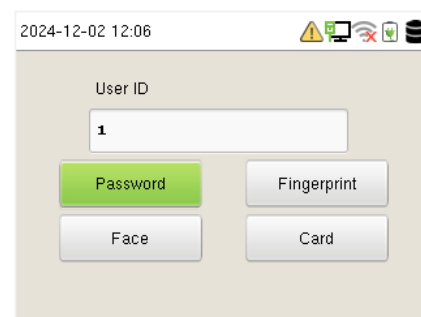 2024-12-02 12:06
User ID
1
Password Fingerprint
Face Card